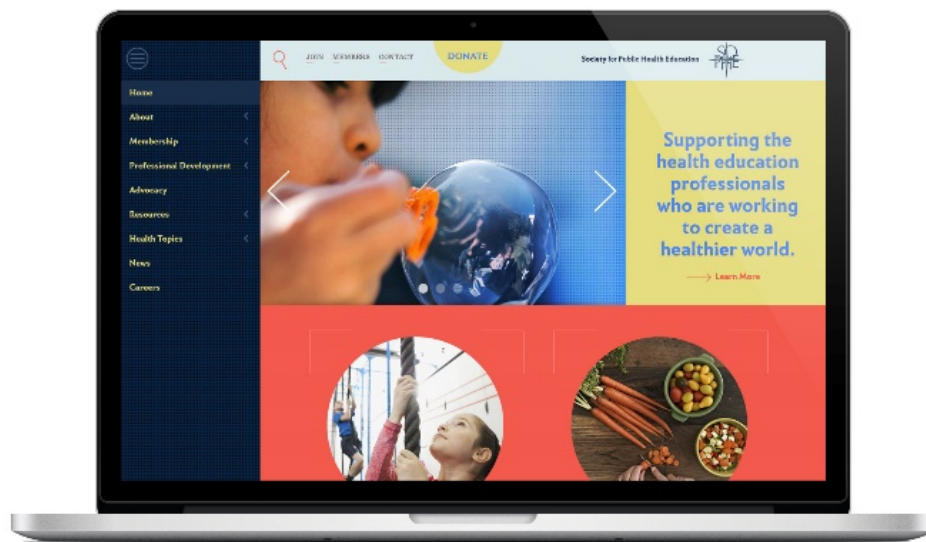 JOIN MEMBERS CONTACT
DONATE
Society for Public Health Education
SOPHE
Home
About
Membership
Professional Development
Advocacy
Resources
Health Topics
News
Careers
Supporting the
health education
professionals
who are working
to create a
healthier world.
Learn More